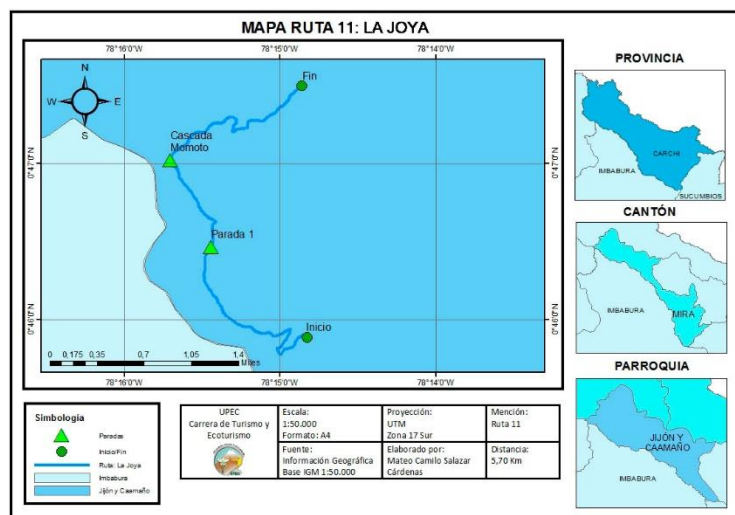 MAPA RUTA 11: LA JOYA
78°16'0"W
78°15'0"W
78°14'0"W
N
W
E
S
Fin
Cascada
Momoto
Parada 1
Inicio
0°47'0"N
0°46'0"N
0°47'0"N
0°46'0"N
0 0,175 0,35 0,7 1,05 1,4
Miles
78°16'0"W
78°15'0"W
78°14'0"W
PROVINCIA
CARCHI
IMBABURA
SUCUMBIOS
CANTÓN
IMBABURA
MIRA
PARROQUIA
JIJÓN Y
CAAMAÑO
IMBABURA
Simbología
Paradas
Inicio/Fin
Ruta: La Joya
Imbabura
Jijón y Caamaño
UPEC
Carrera de Turismo y
Ecoturismo
Escala:
1:50.000
Formato: A4
Proyección:
UTM
Zona 17 Sur
Mención:
Ruta 11
Fuente:
Información Geográfica
Base IGM 1:50.000
Elaborado por:
Mateo Camilo Salazar
Cárdenas
Distancia:
5,70 Km